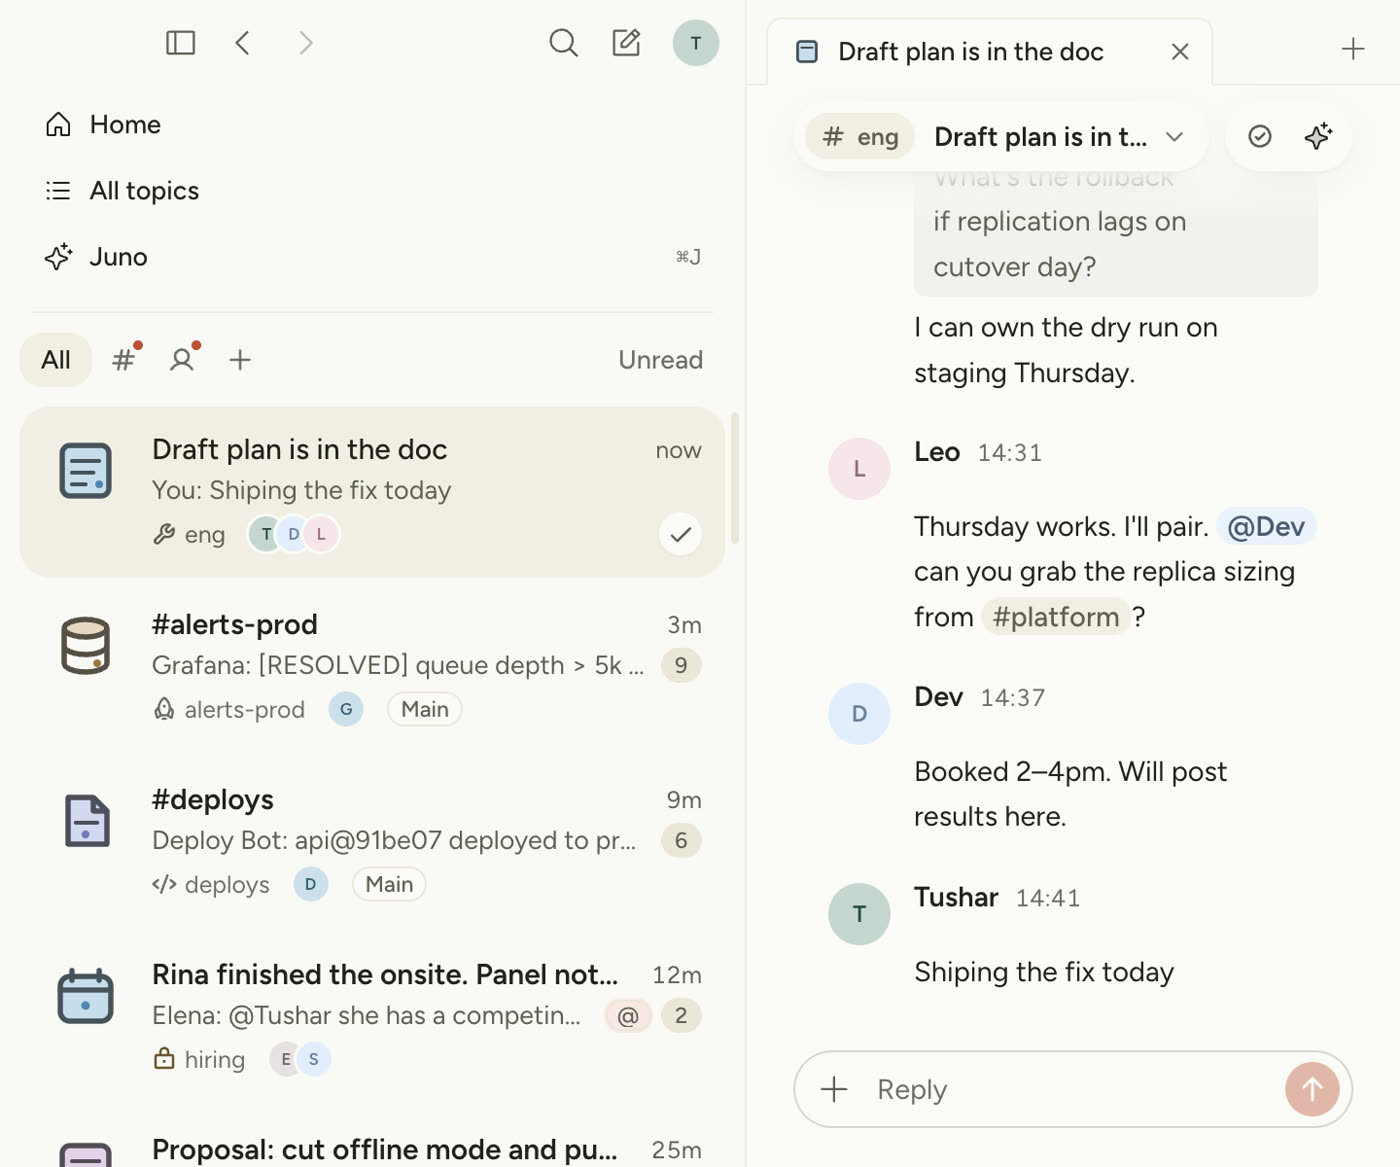 T
Home
All topics
Juno
⌘J
All
#
Unread
Draft plan is in the doc
now
You: Shiping the fix today
eng
T
D
L
#alerts-prod
3m
Grafana: [RESOLVED] queue depth > 5k ...
9
alerts-prod
G
Main
#deploys
9m
Deploy Bot: api@91be07 deployed to pr...
6
</> deploys
D
Main
Rina finished the onsite. Panel not...
12m
Elena: @Tushar she has a competin...
@
2
hiring
E
S
Proposal: cut offline mode and pu...
25m
Draft plan is in the doc
# eng
Draft plan is in t...
What's the rollback
if replication lags on
cutover day?
I can own the dry run on
staging Thursday.
L
Leo 14:31
Thursday works. I'll pair. @Dev
can you grab the replica sizing
from #platform ?
D
Dev 14:37
Booked 2–4pm. Will post
results here.
T
Tushar 14:41
Shiping the fix today
Reply